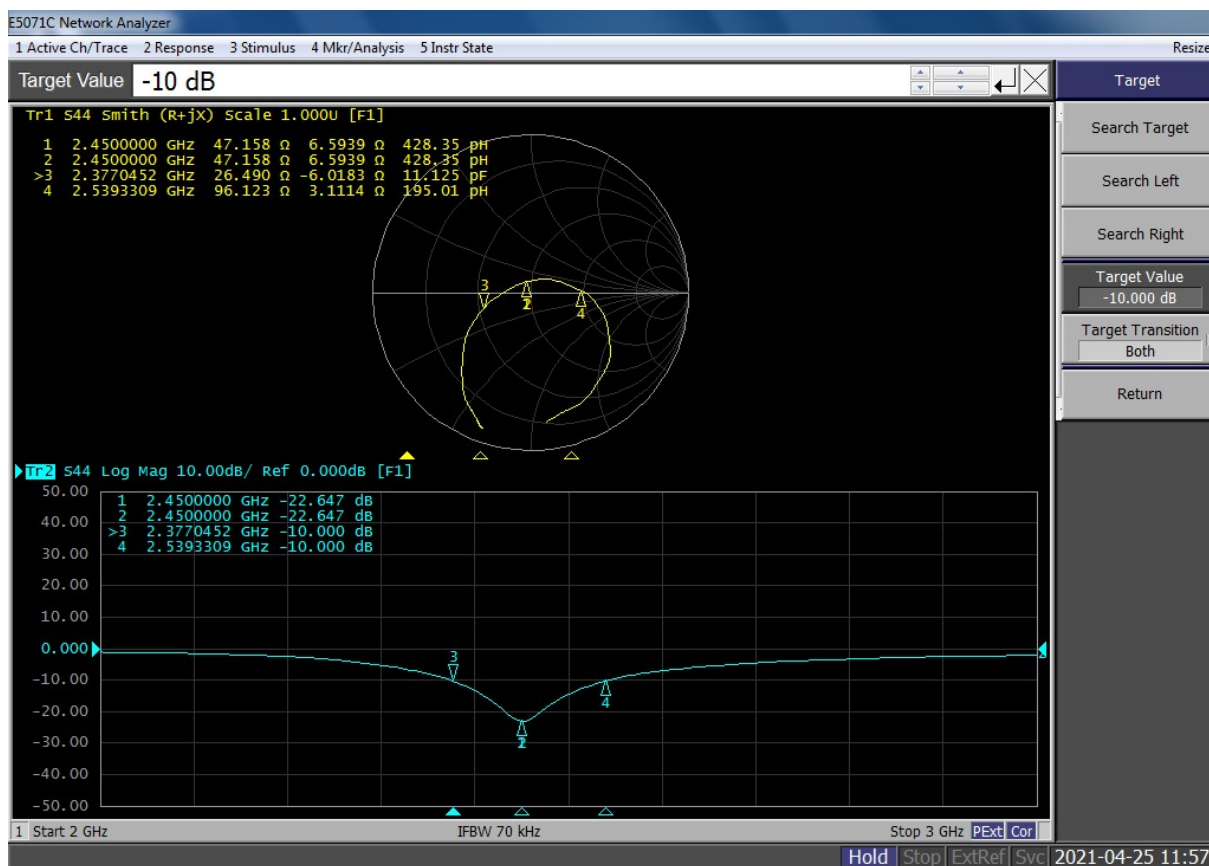 E5071C Network Analyzer
1 Active Ch/Trace 2 Response 3 Stimulus 4 Mkr/Analysis 5 Instr State Resize
Target Value -10 dB
Target
Tr1 S44 Smith (R+jX) Scale 1.000U [F1]
1 2.4500000 GHz 47.158 Ω 6.5939 Ω 428.35 pH
2 2.4500000 GHz 47.158 Ω 6.5939 Ω 428.35 pH
>3 2.3770452 GHz 26.490 Ω -6.0183 Ω 11.125 pF
4 2.5393309 GHz 96.123 Ω 3.1114 Ω 195.01 pH
3
2
4
Search Target
Search Left
Search Right
Target Value
-10.000 dB
Target Transition
Both
Return
Tr2 S44 Log Mag 10.00dB/ Ref 0.000dB [F1]
50.00
40.00
30.00
20.00
10.00
0.000
-10.00
-20.00
-30.00
-40.00
-50.00
1 2.4500000 GHz -22.647 dB
2 2.4500000 GHz -22.647 dB
>3 2.3770452 GHz -10.000 dB
4 2.5393309 GHz -10.000 dB
3
4
2
2
1 Start 2 GHz IFBW 70 kHz Stop 3 GHz PExt Cor
Hold Stop ExtRef Svc 2021-04-25 11:57